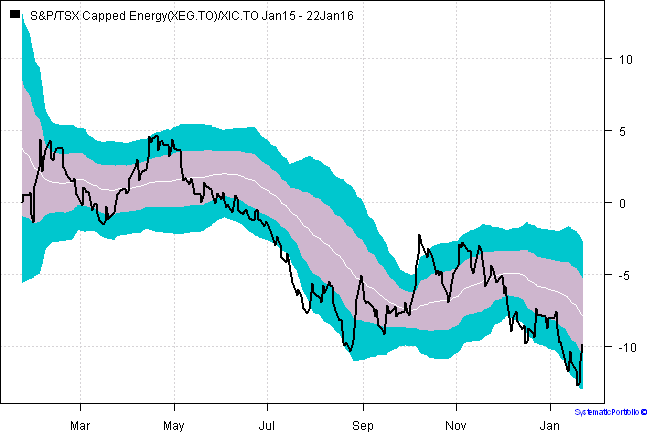 S&P/TSX Capped Energy(XEG.TO)/XIC.TO Jan15 - 22Jan16
10
5
0
-5
-10
Mar May Jul Sep Nov Jan
SystematicPortfolio ©